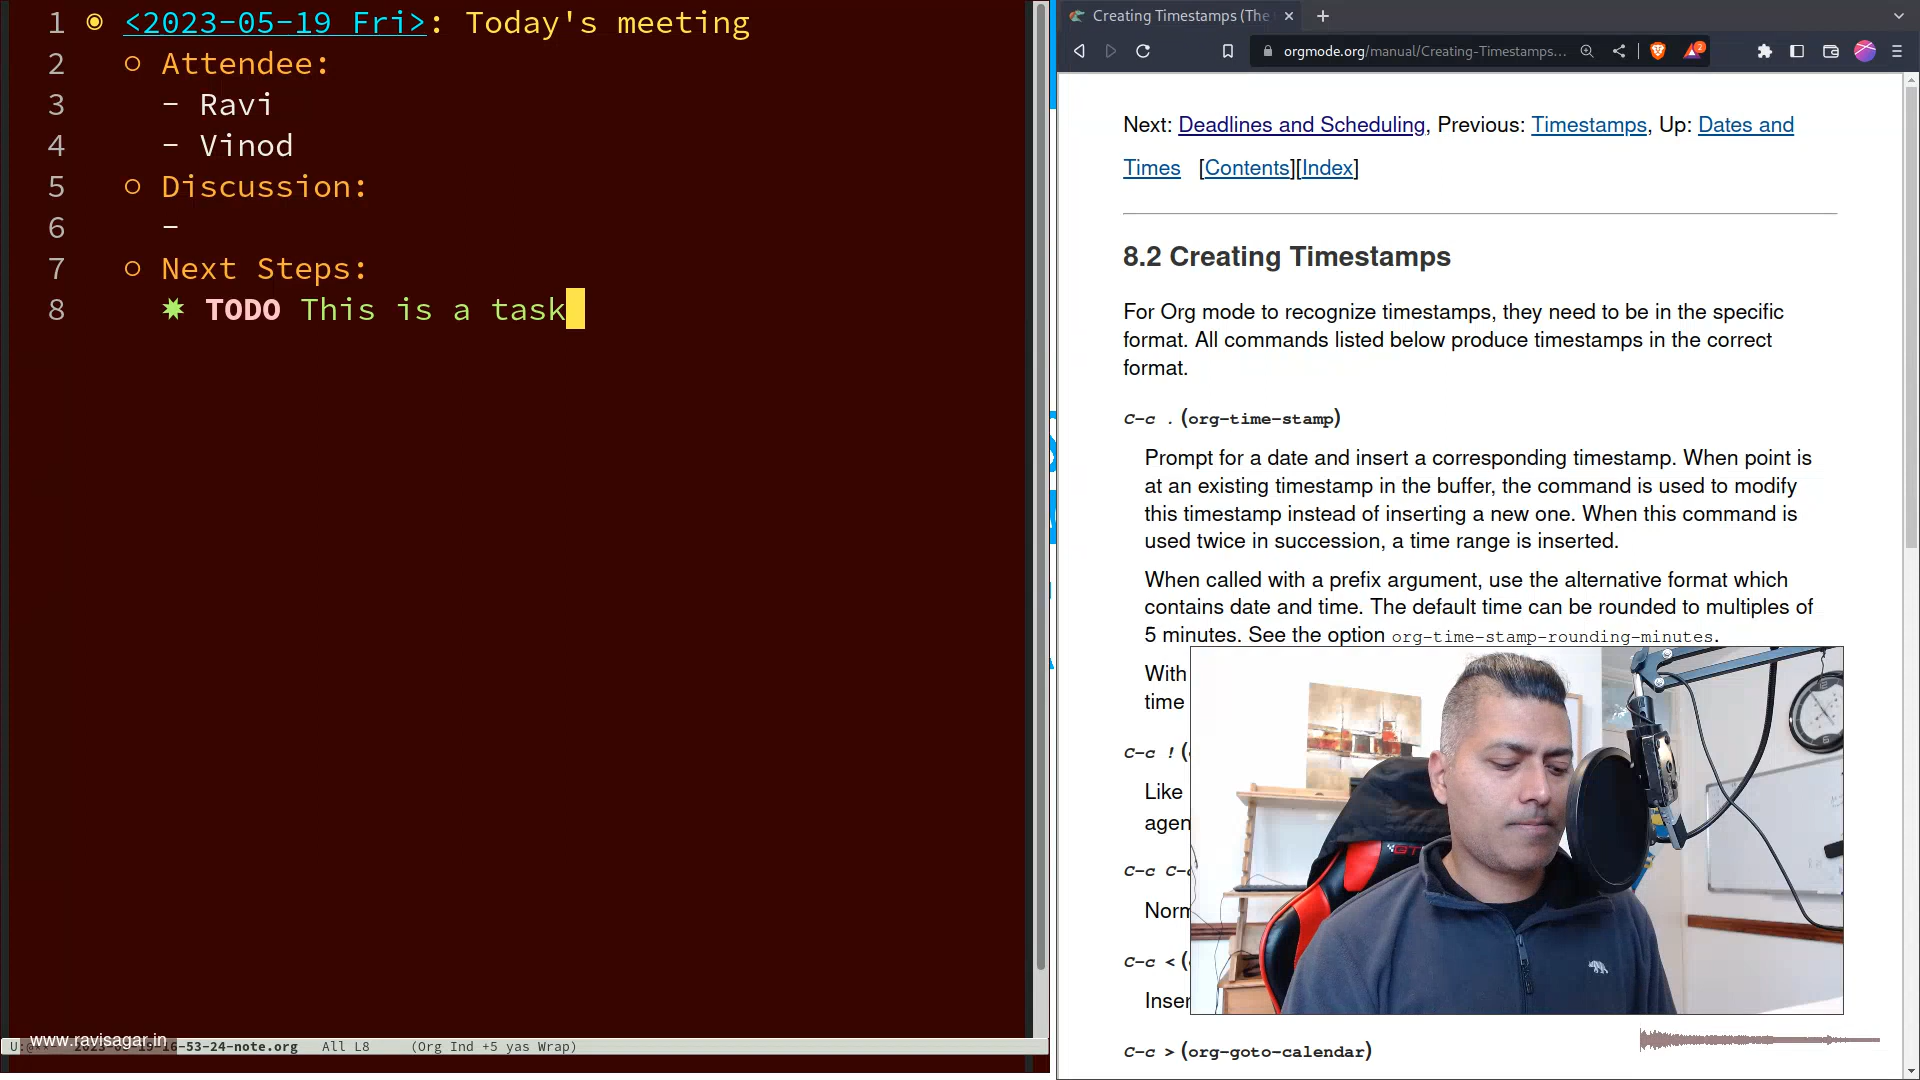 1 <2023-05-19 Fri>: Today's meeting
2 Attendee:
3 - Ravi
4 - Vinod
5 Discussion:
6 -
7 Next Steps:
8 TODO This is a task
www.ravisagar.in
16-53-24-note.org All L8 (Org Ind +5 yas Wrap)
Creating Timestamps (The
orgmode.org/manual/Creating-Timestamps...
2
Next: Deadlines and Scheduling, Previous: Timestamps, Up: Dates and
Times [Contents][Index]
8.2 Creating Timestamps
For Org mode to recognize timestamps, they need to be in the specific
format. All commands listed below produce timestamps in the correct
format.
C-c . (org-time-stamp)
Prompt for a date and insert a corresponding timestamp. When point is
at an existing timestamp in the buffer, the command is used to modify
this timestamp instead of inserting a new one. When this command is
used twice in succession, a time range is inserted.
When called with a prefix argument, use the alternative format which
contains date and time. The default time can be rounded to multiples of
5 minutes. See the option org-time-stamp-rounding-minutes.
With
time
C-c ! (
Like
agen
C-c C-
Norm
C-c < (
Inser
C-c > (org-goto-calendar)